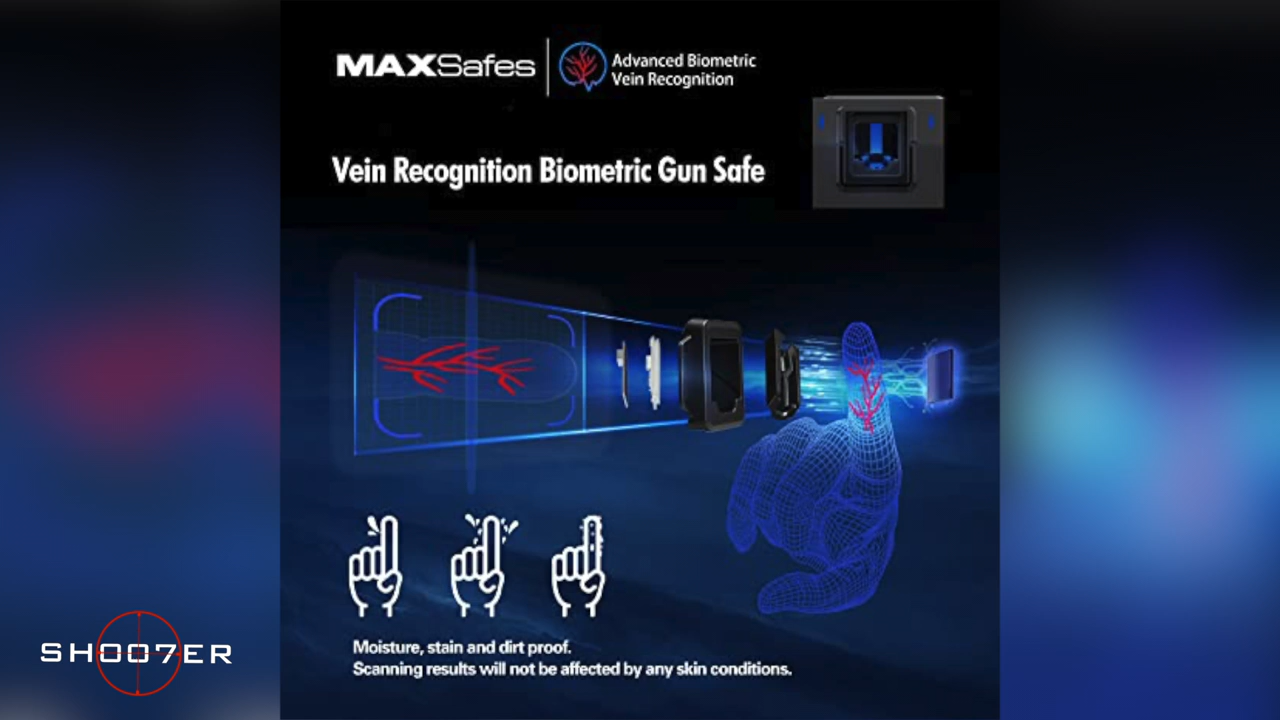 MAXSafes
Advanced Biometric
Vein Recognition
Vein Recognition Biometric Gun Safe
Moisture, stain and dirt proof.
Scanning results will not be affected by any skin conditions.
SHOO7ER